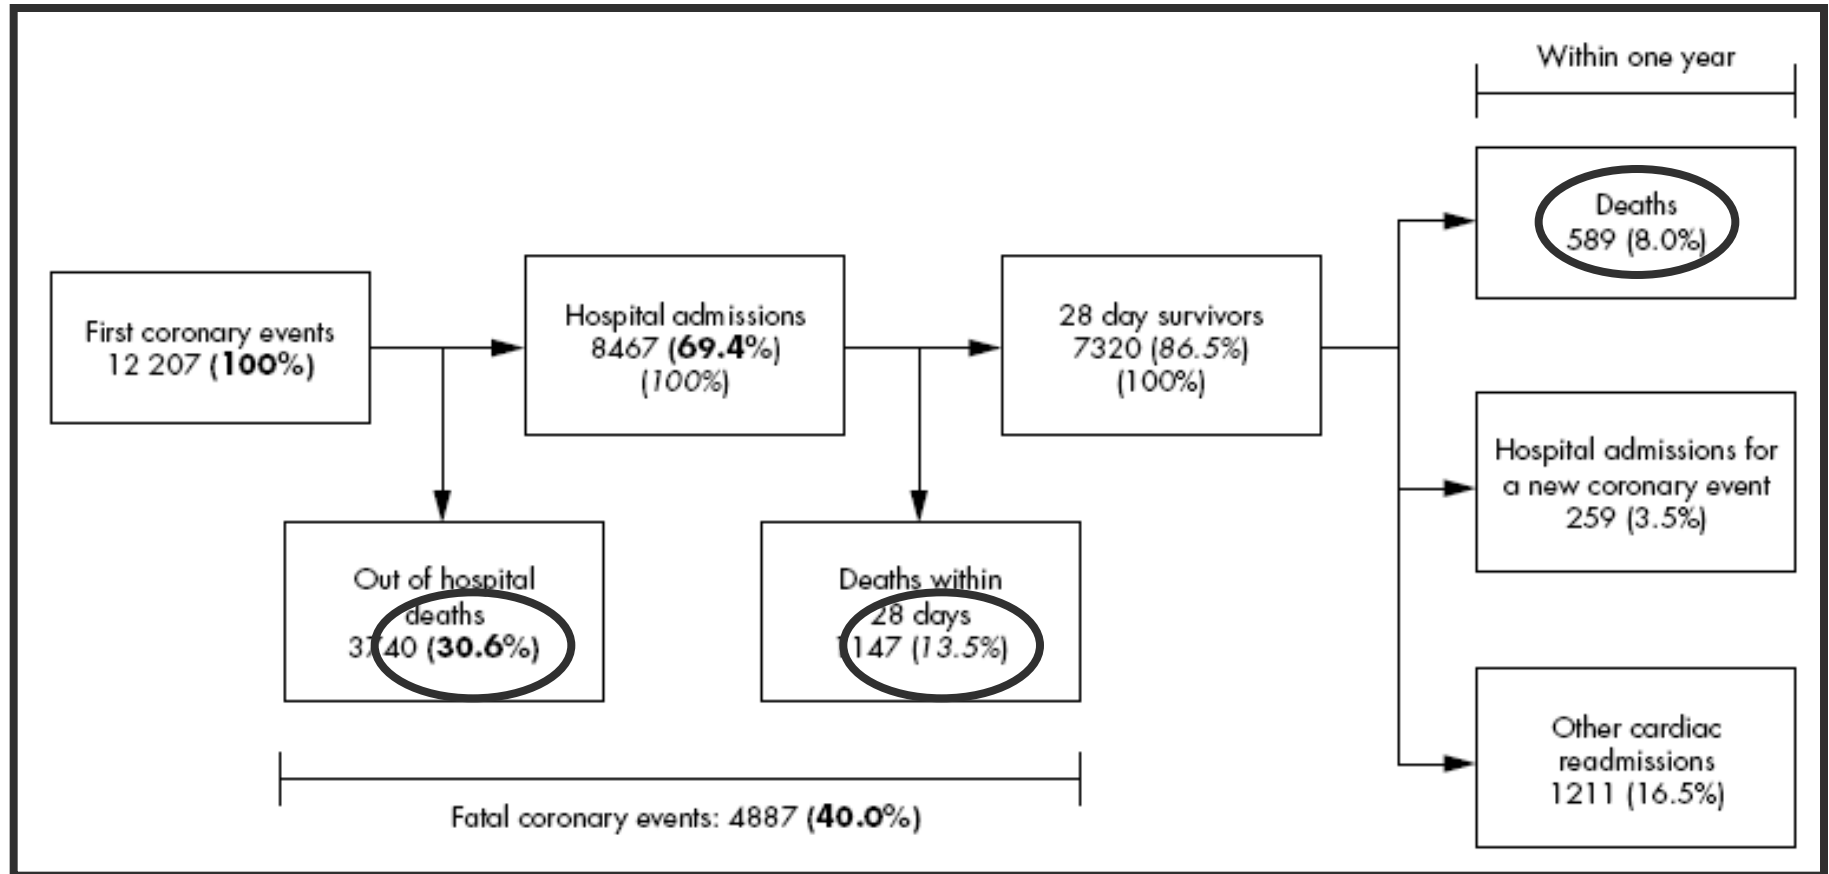 Within one year
Deaths
589 (8.0%)
First coronary events
12 207 (100%)
Hospital admissions
8467 (69.4%)
(100%)
28 day survivors
7320 (86.5%)
(100%)
Hospital admissions for
a new coronary event
259 (3.5%)
Out of hospital
deaths
3740 (30.6%)
Deaths within
28 days
1147 (13.5%)
Other cardiac
readmissions
1211 (16.5%)
Fatal coronary events: 4887 (40.0%)